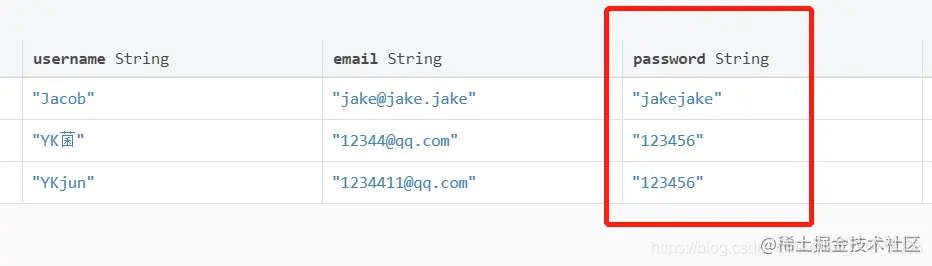 username String email String password String
"Jacob" "jake@jake.jake" "jakejake"
"YK菌" "12344@qq.com" "123456"
"YKjun" "1234411@qq.com" "123456"
https://blog.csd
@稀土掘金技术社区